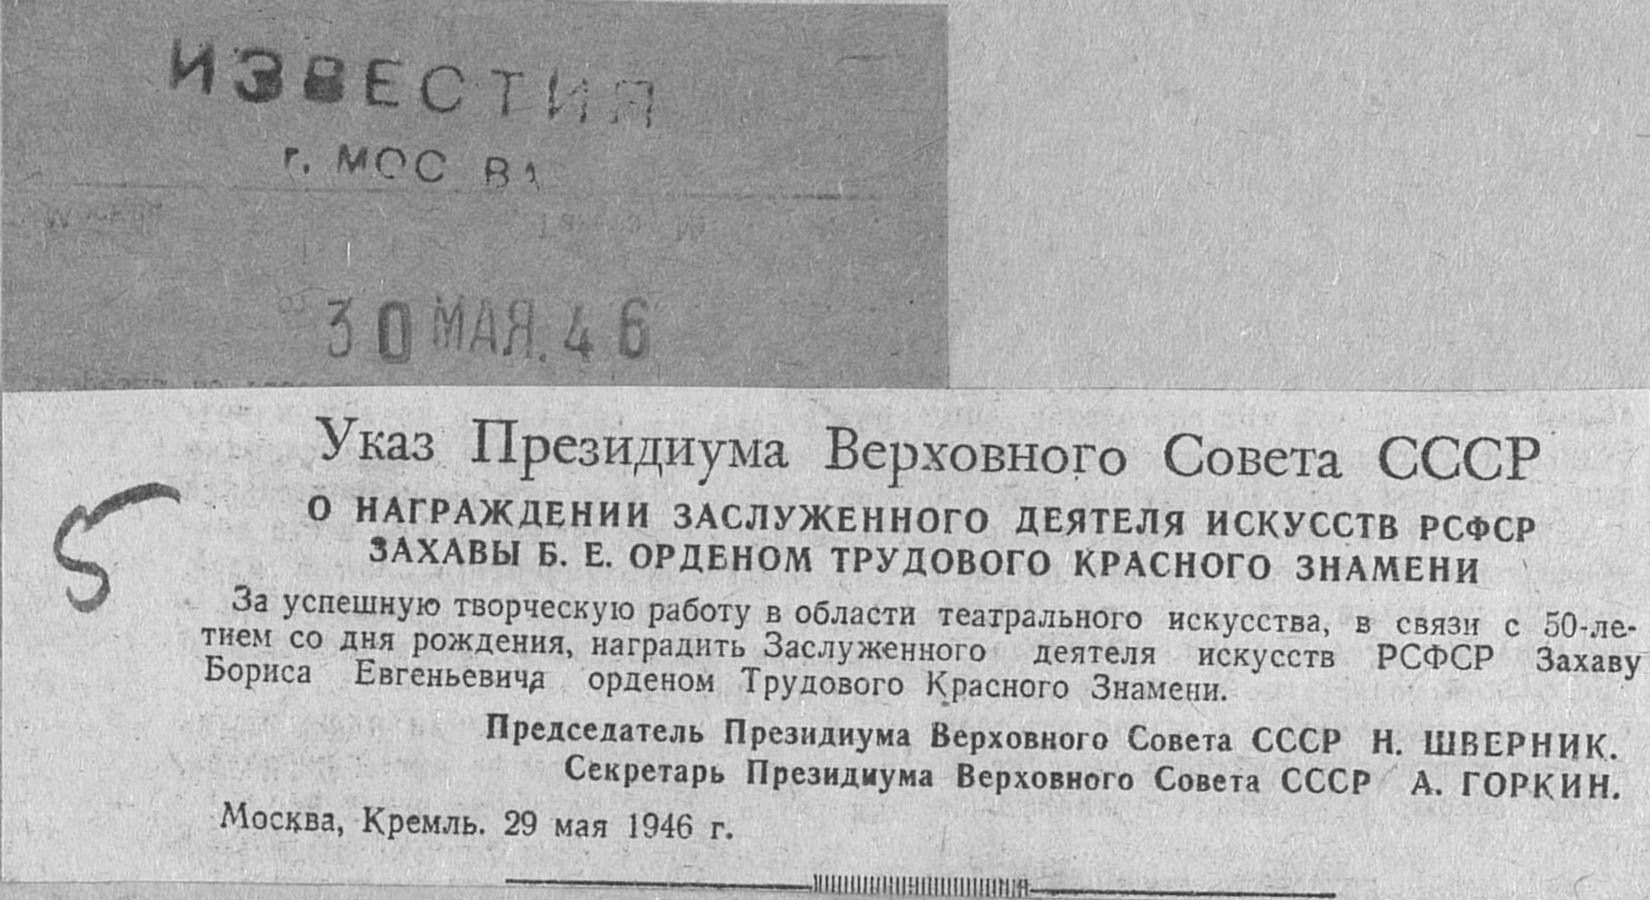 ИЗВЕСТИЯ
г. МОСКВА
30 МАЯ. 46
5
Указ Президиума Верховного Совета СССР
О НАГРАЖДЕНИИ ЗАСЛУЖЕННОГО ДЕЯТЕЛЯ ИСКУССТВ РСФСР
ЗАХАВЫ Б. Е. ОРДЕНОМ ТРУДОВОГО КРАСНОГО ЗНАМЕНИ
За успешную творческую работу в области театрального искусства, в связи с 50-ле-
тием со дня рождения, наградить Заслуженного деятеля искусств РСФСР Захаву
Бориса Евгеньевича орденом Трудового Красного Знамени.
Председатель Президиума Верховного Совета СССР Н. ШВЕРНИК.
Секретарь Президиума Верховного Совета СССР А. ГОРКИН.
Москва, Кремль. 29 мая 1946 г.